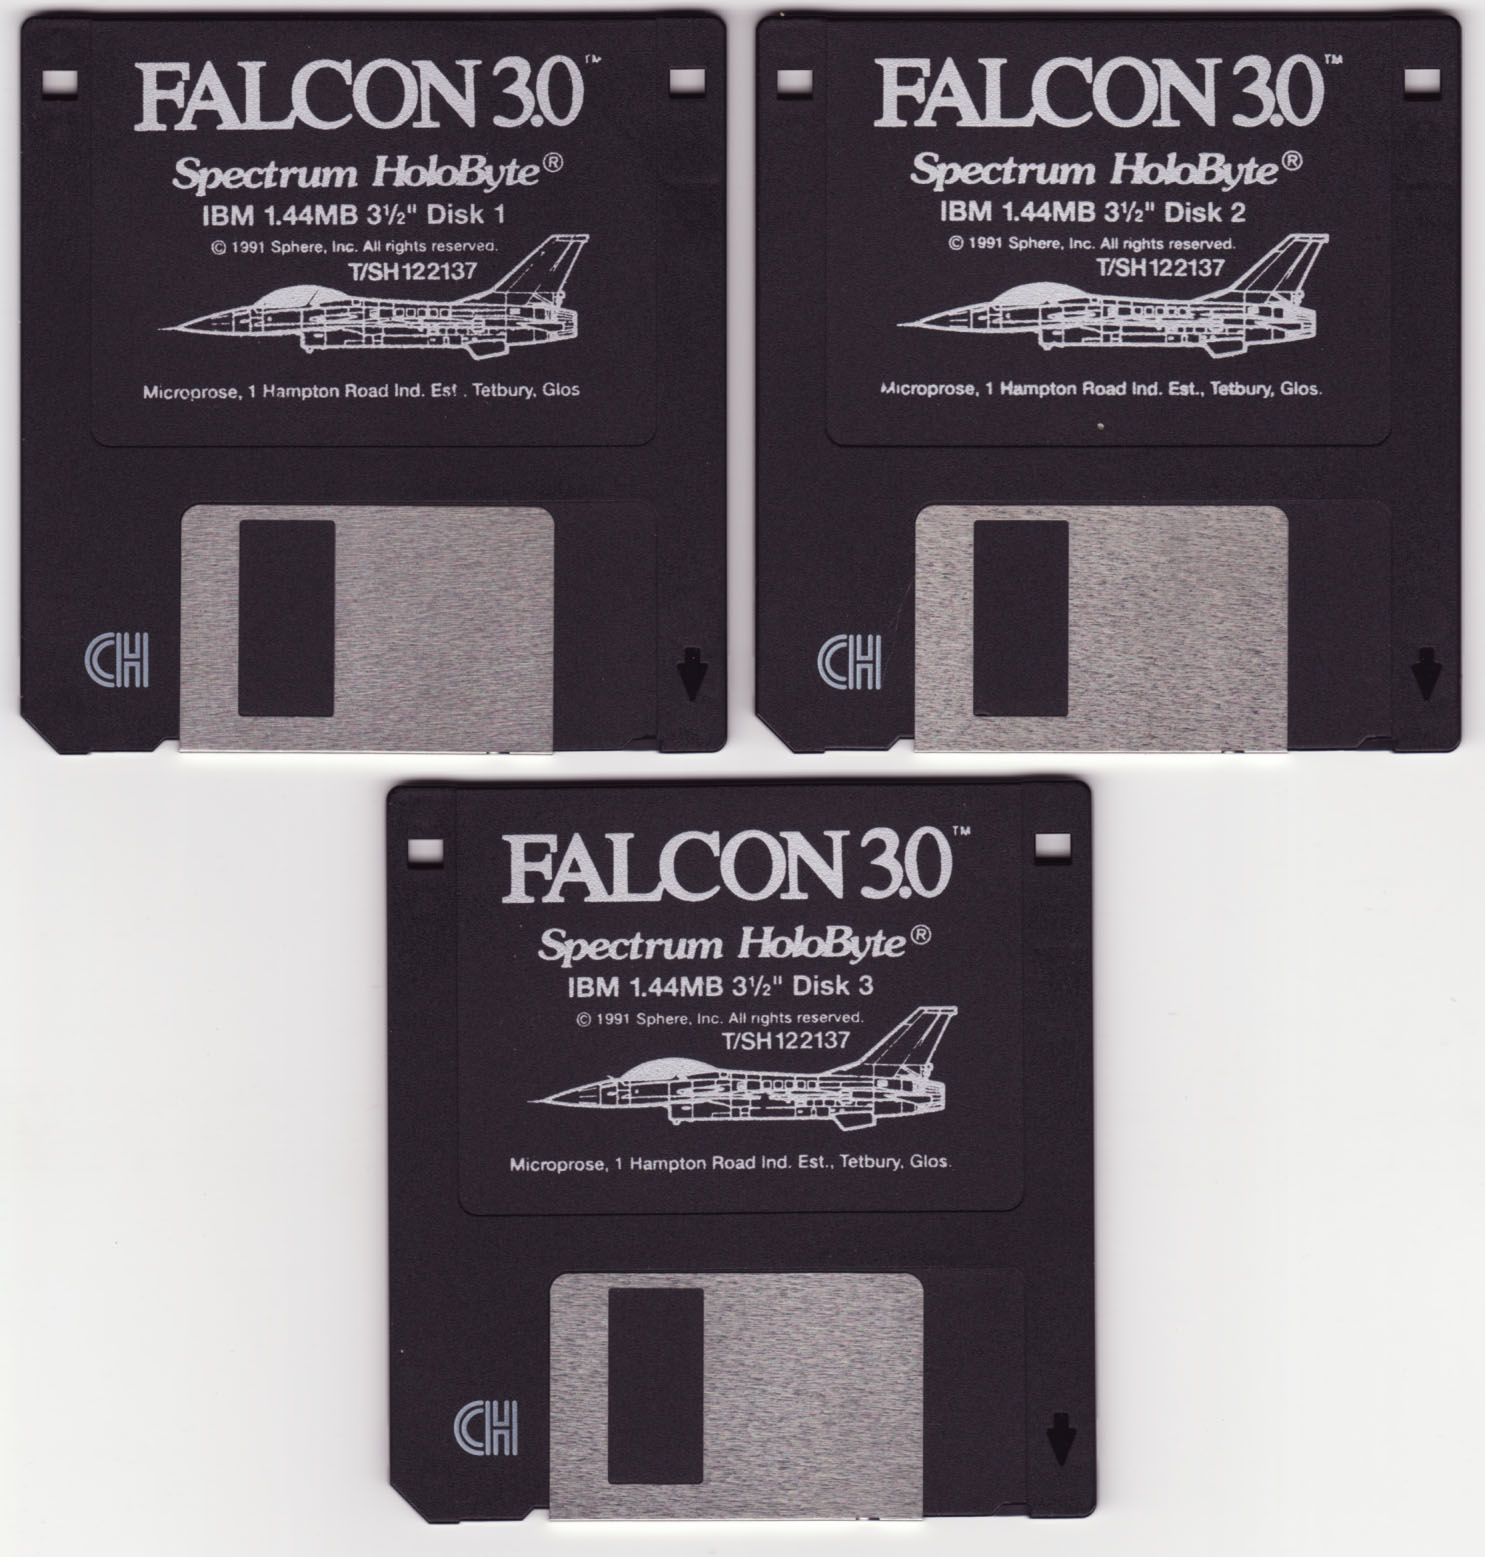 FALCON 3.0™
Spectrum HoloByte®
IBM 1.44MB 3½" Disk 1
© 1991 Sphere, Inc. All rights reserved.
T/SH122137
Microprose, 1 Hampton Road Ind. Est., Tetbury, Glos
CH
FALCON 3.0™
Spectrum HoloByte®
IBM 1.44MB 3½" Disk 2
© 1991 Sphere, Inc. All rights reserved.
T/SH122137
Microprose, 1 Hampton Road Ind. Est., Tetbury, Glos.
CH
FALCON 3.0™
Spectrum HoloByte®
IBM 1.44MB 3½" Disk 3
© 1991 Sphere, Inc. All rights reserved.
T/SH122137
Microprose, 1 Hampton Road Ind. Est., Tetbury, Glos.
CH